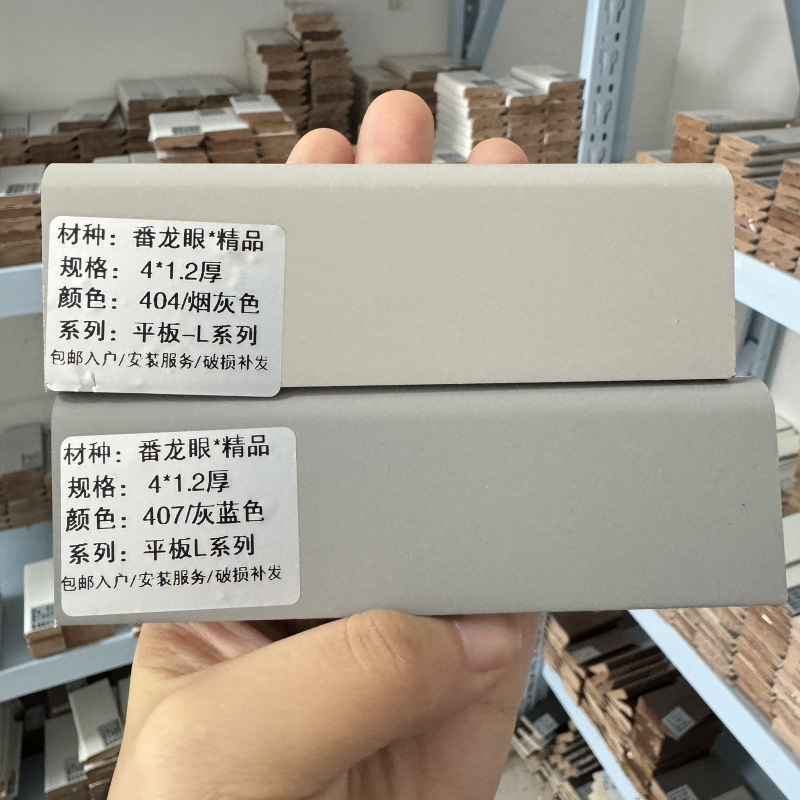 材种：番龙眼*精品
规格：4*1.2厚
颜色：404/烟灰色
系列：平板-L系列
包邮入户/安装服务/破损补发
材种：番龙眼*精品
规格：4*1.2厚
颜色：407/灰蓝色
系列：平板L系列
包邮入户/安装服务/破损补发